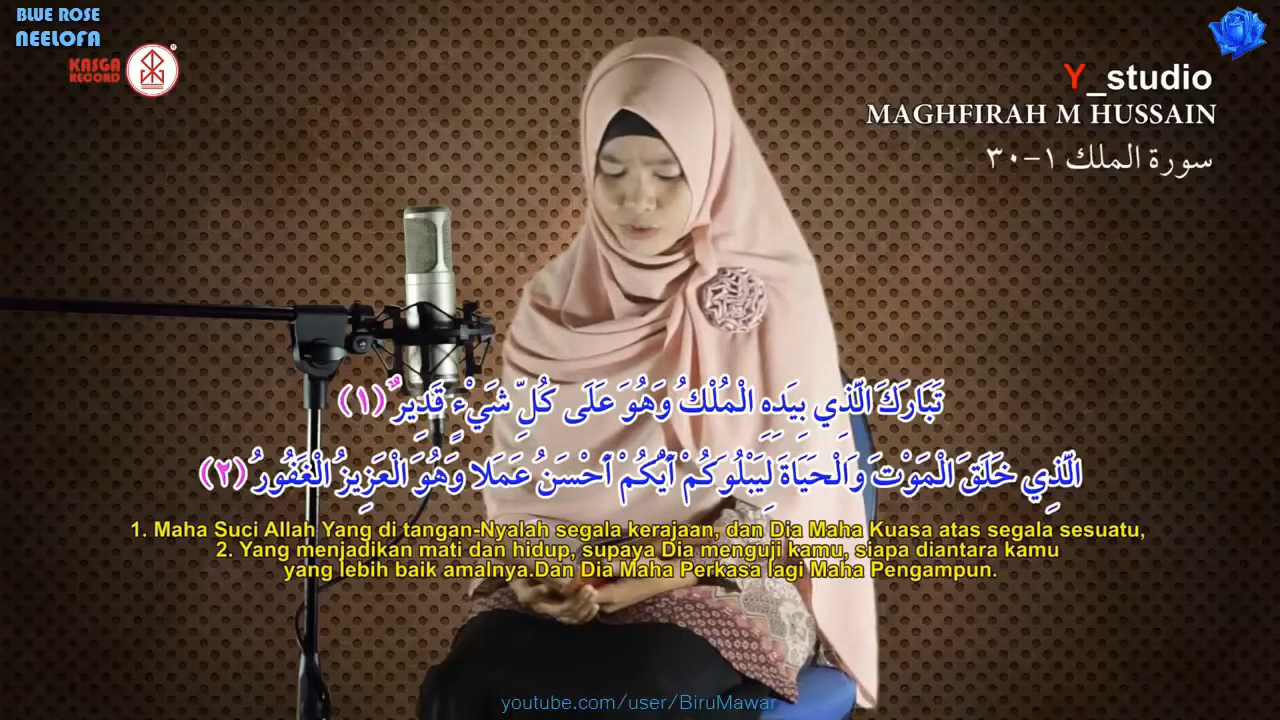 BLUE ROSE
NEELOFA
KASGA
RECORD
Y_studio
MAGHFIRAH M HUSSAIN
سورة الملك ١-٣٠
تَبَارَكَ الَّذِي بِيَدِهِ الْمُلْكُ وَهُوَ عَلَى كُلِّ شَيْءٍ قَدِيرٌ (١)
الَّذِي خَلَقَ الْمَوْتَ وَالْحَيَاةَ لِيَبْلُوَكُمْ أَيُّكُمْ أَحْسَنُ عَمَلا وَهُوَ الْعَزِيزُ الْغَفُورُ (٢)
1. Maha Suci Allah Yang di tangan-Nyalah segala kerajaan, dan Dia Maha Kuasa atas segala sesuatu,
2. Yang menjadikan mati dan hidup, supaya Dia menguji kamu, siapa diantara kamu
yang lebih baik amalnya.Dan Dia Maha Perkasa lagi Maha Pengampun.
youtube.com/user/BiruMawar